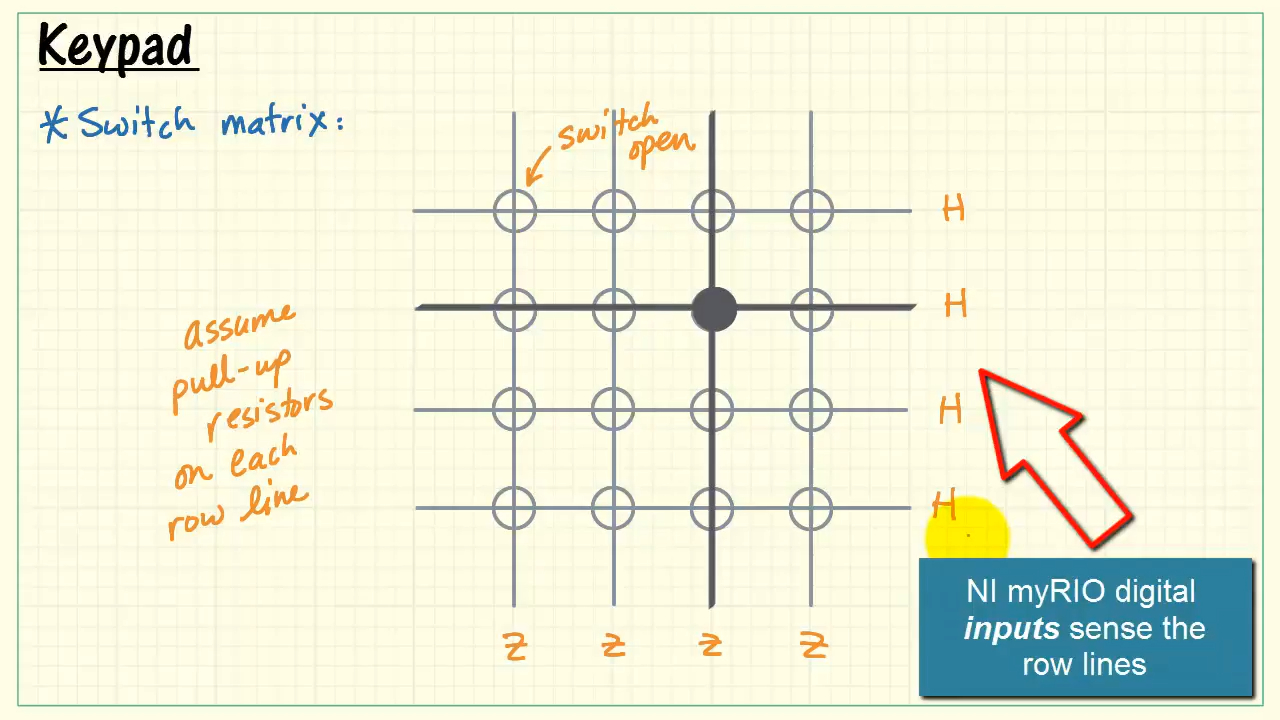 Keypad
* Switch matrix:
switch
open
H
H
H
H
assume
pull-up
resistors
on each
row line
Z
Z
Z
Z
NI myRIO digital
inputs sense the
row lines